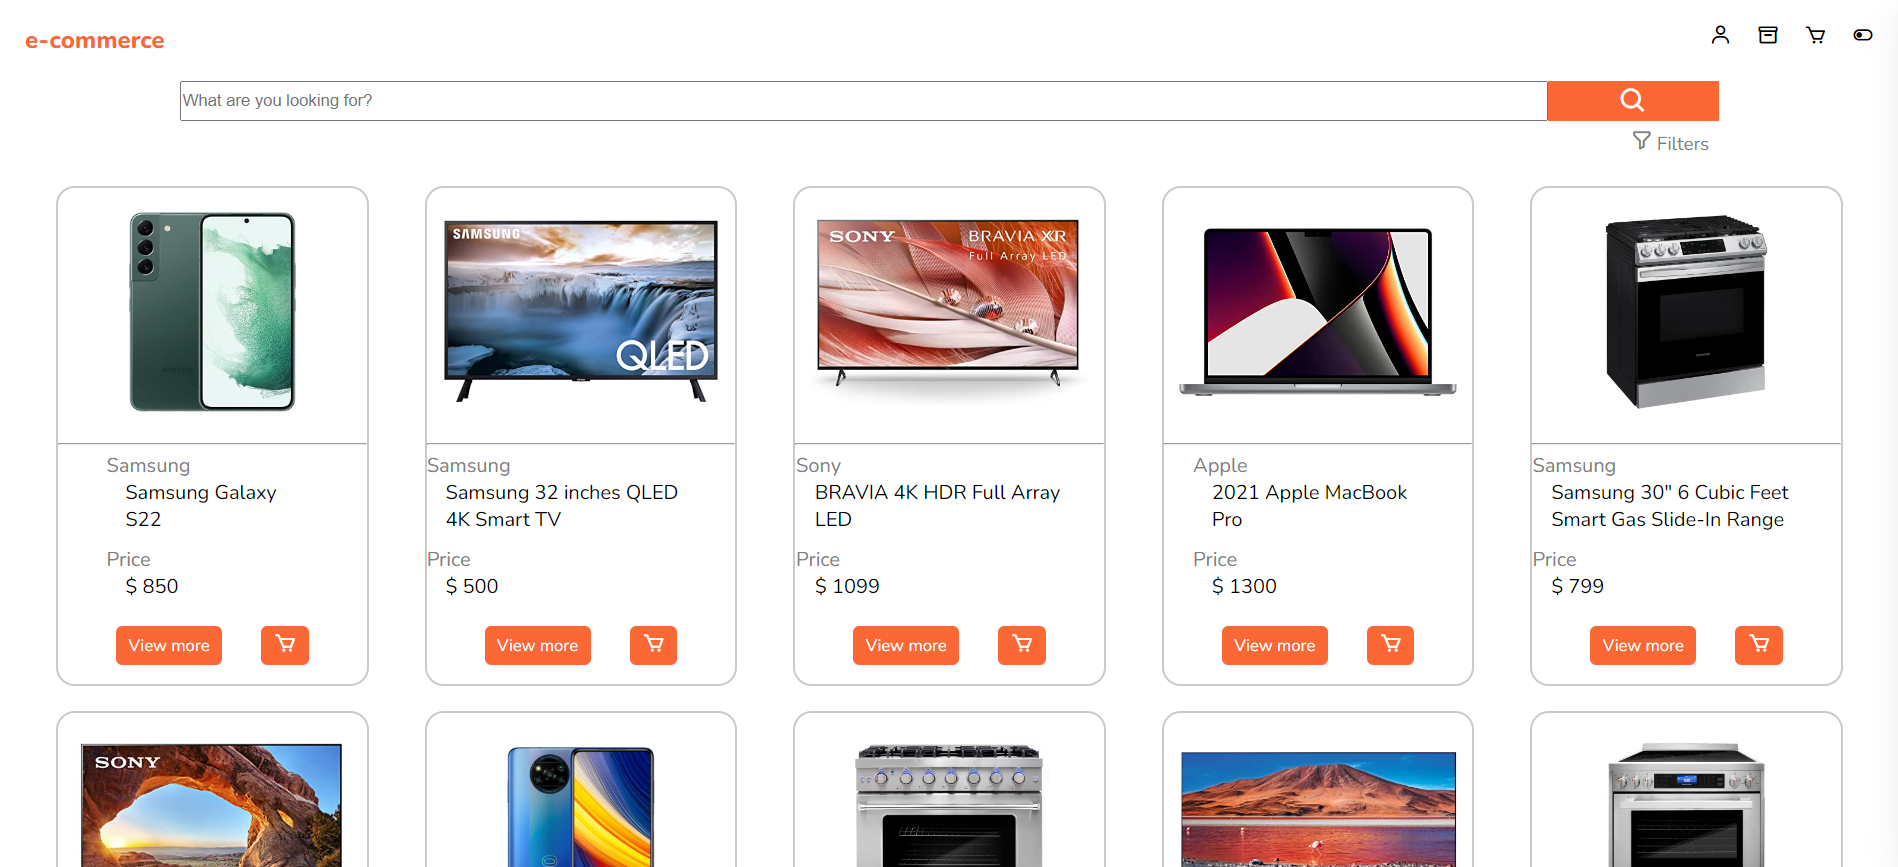 e-commerce
What are you looking for?
Filters
SAMSUNG
QLED
SONY
BRAVIA XR
Full Array LED
Samsung
Samsung Galaxy
S22
Price
$ 850
View more
Samsung
Samsung 32 inches QLED
4K Smart TV
Price
$ 500
View more
Sony
BRAVIA 4K HDR Full Array
LED
Price
$ 1099
View more
Apple
2021 Apple MacBook
Pro
Price
$ 1300
View more
Samsung
Samsung 30" 6 Cubic Feet
Smart Gas Slide-In Range
Price
$ 799
View more
SONY